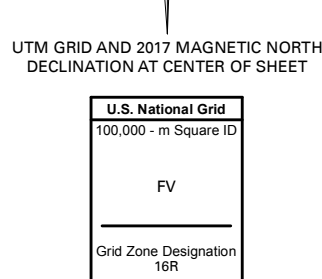 UTM GRID AND 2017 MAGNETIC NORTH
DECLINATION AT CENTER OF SHEET
U.S. National Grid
100,000 - m Square ID
FV
Grid Zone Designation
16R